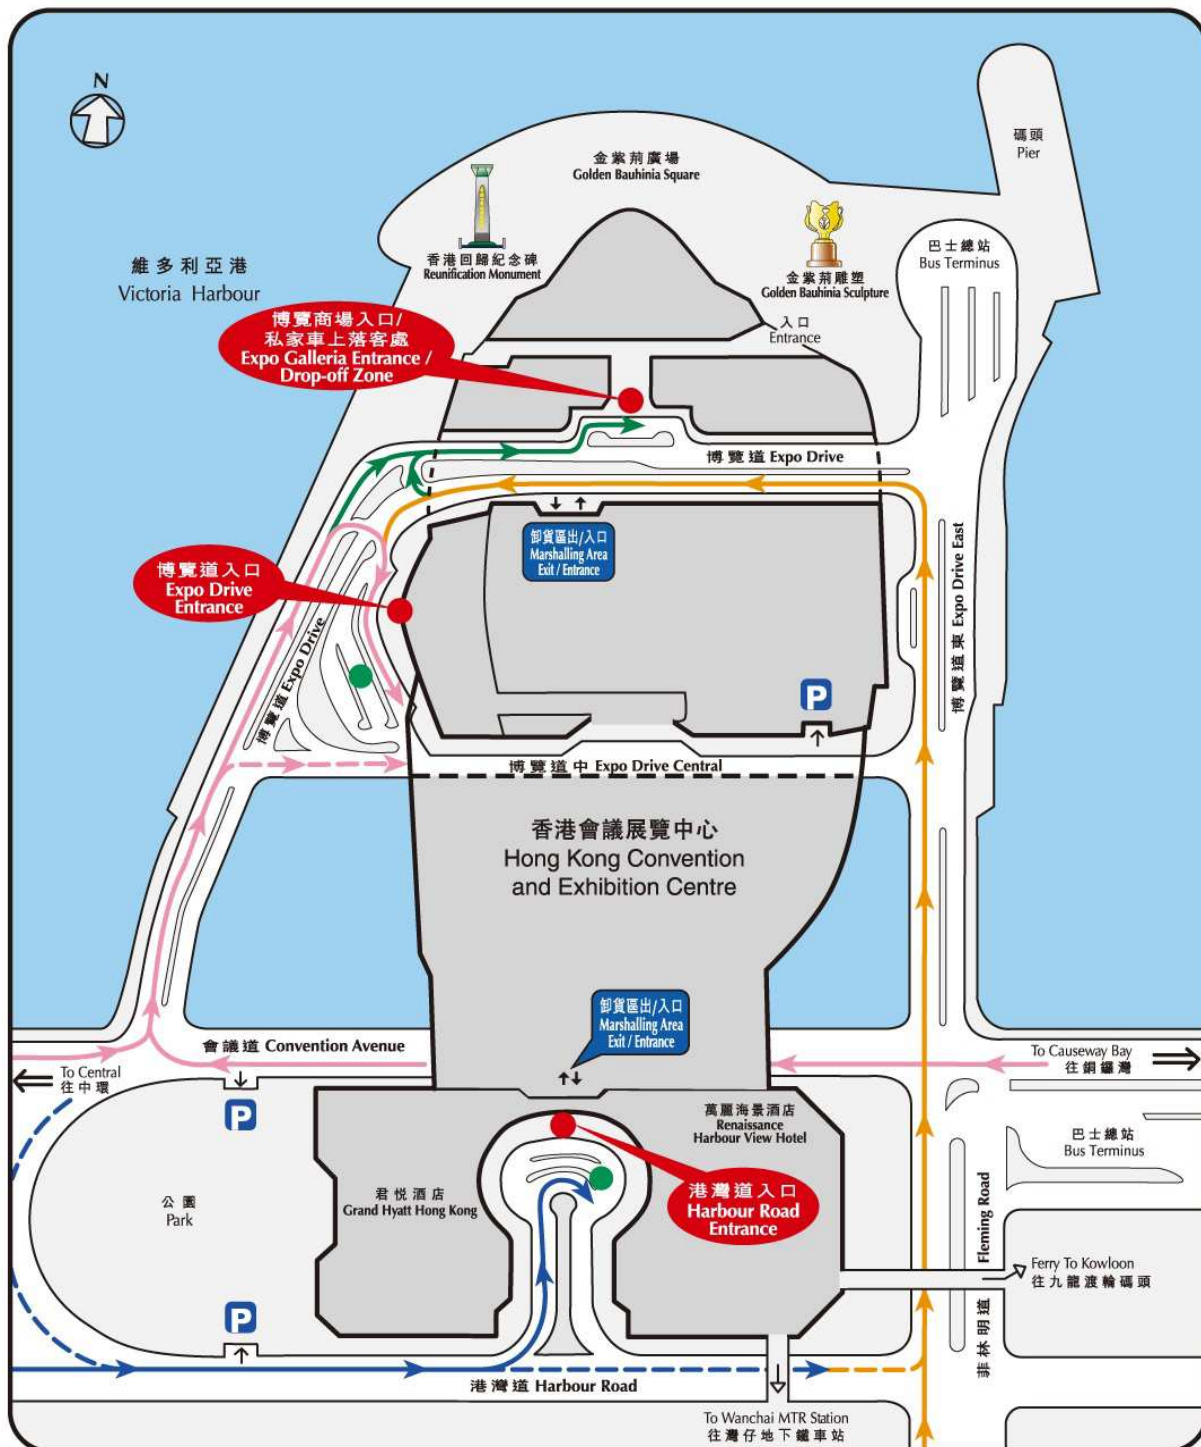 N
碼頭
Pier
金紫荊廣場
Golden Bauhinia Square
香港回歸紀念碑
Reunification Monument
金紫荊雕塑
Golden Bauhinia Sculpture
巴士總站
Bus Terminus
維多利亞港
Victoria Harbour
博覽商場入口/
私家車上落客處
Expo Galleria Entrance /
Drop-off Zone
入口
Entrance
博覽道 Expo Drive
卸貨區出/入口
Marshalling Area
Exit / Entrance
博覽道入口
Expo Drive
Entrance
博覽道 Expo Drive
博覽道東 Expo Drive East
P
博覽道中 Expo Drive Central
香港會議展覽中心
Hong Kong Convention
and Exhibition Centre
卸貨區出/入口
Marshalling Area
Exit / Entrance
會議道 Convention Avenue
To Central
往中環
To Causeway Bay
往銅鑼灣
P
萬麗海景酒店
Renaissance
Harbour View Hotel
巴士總站
Bus Terminus
公園
Park
君悅酒店
Grand Hyatt Hong Kong
港灣道入口
Harbour Road
Entrance
菲林明道 Fleming Road
Ferry To Kowloon
往九龍渡輪碼頭
P
港灣道 Harbour Road
To Wanchai MTR Station
往灣仔地下鐵車站